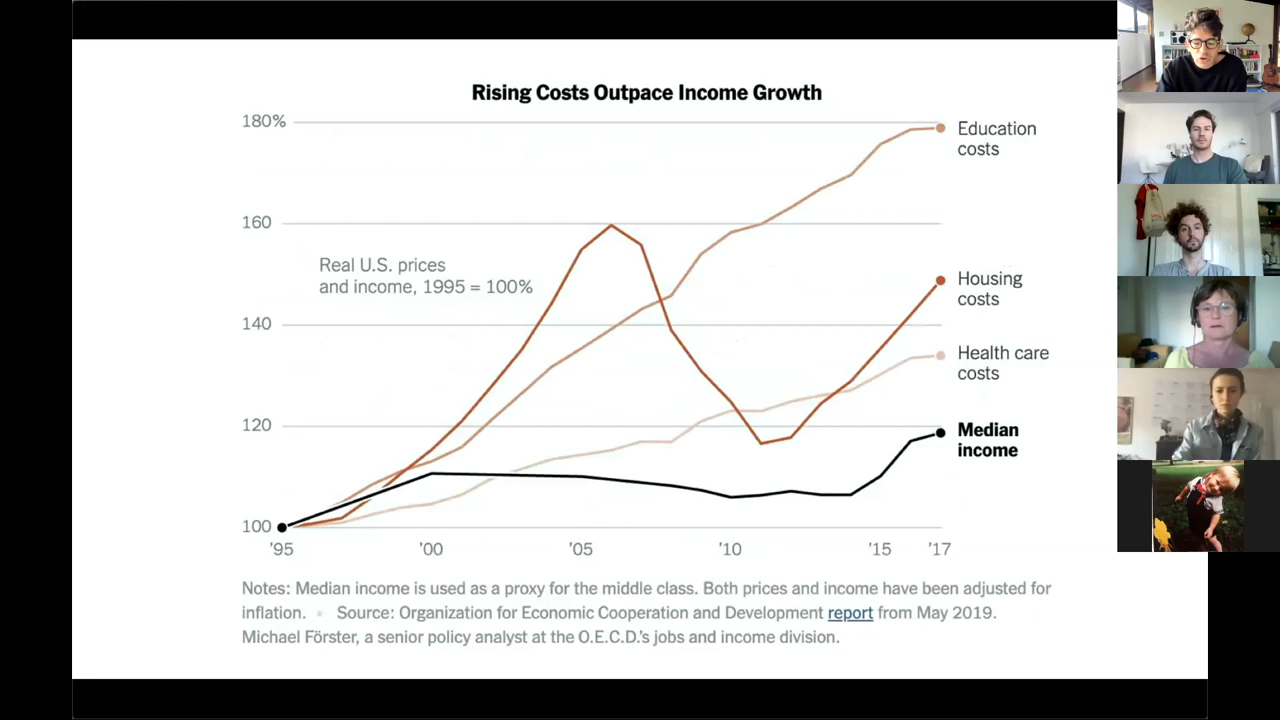 Rising Costs Outpace Income Growth
180%
Education
costs
160
Real U.S. prices
and income, 1995 = 100%
Housing
costs
140
Health care
costs
120
Median
income
100
'95 '00 '05 '10 '15 '17
Notes: Median income is used as a proxy for the middle class. Both prices and income have been adjusted for
inflation. Source: Organization for Economic Cooperation and Development report from May 2019.
Michael Förster, a senior policy analyst at the O.E.C.D.'s jobs and income division.